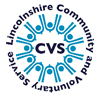 Lincolnshire Community and
Voluntary Service
CVS